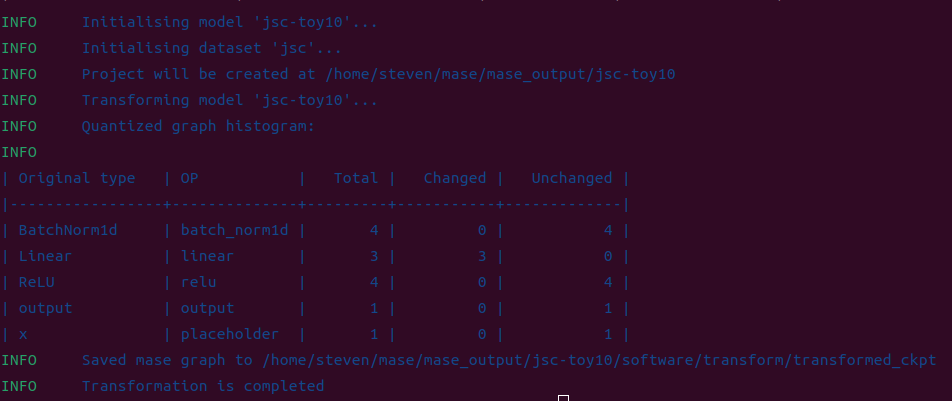 INFO     Initialising model 'jsc-toy10'...
INFO     Initialising dataset 'jsc'...
INFO     Project will be created at /home/steven/mase/mase_output/jsc-toy10
INFO     Transforming model 'jsc-toy10'...
INFO     Quantized graph histogram:
INFO
| Original type   | OP           |   Total |   Changed |   Unchanged |
|-----------------+--------------+---------+-----------+-------------|
| BatchNorm1d     | batch_norm1d |       4 |         0 |           4 |
| Linear          | linear       |       3 |         3 |           0 |
| ReLU            | relu         |       4 |         0 |           4 |
| output          | output       |       1 |         0 |           1 |
| x               | placeholder  |       1 |         0 |           1 |
INFO     Saved mase graph to /home/steven/mase/mase_output/jsc-toy10/software/transform/transformed_ckpt
INFO     Transformation is completed